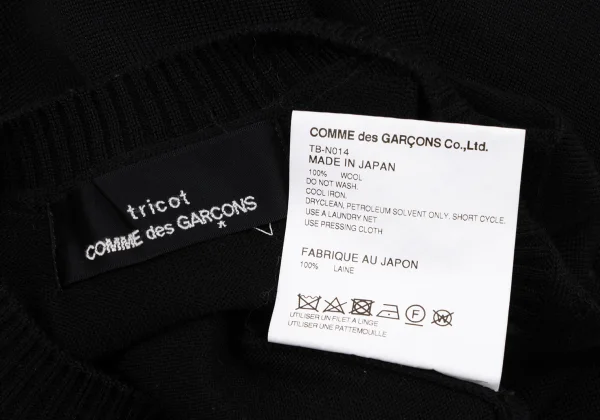 tricot
COMME des GARÇONS
COMME des GARÇONS Co.,Ltd.
TB-N014
MADE IN JAPAN
100% WOOL
DO NOT WASH.
COOL IRON.
DRYCLEAN, PETROLEUM SOLVENT ONLY. SHORT CYCLE.
USE A LAUNDRY NET
USE PRESSING CLOTH
FABRIQUE AU JAPON
100% LAINE
F
W
UTILISER UN FILET A LINGE
UTILISER UNE PATTEMOUILLE